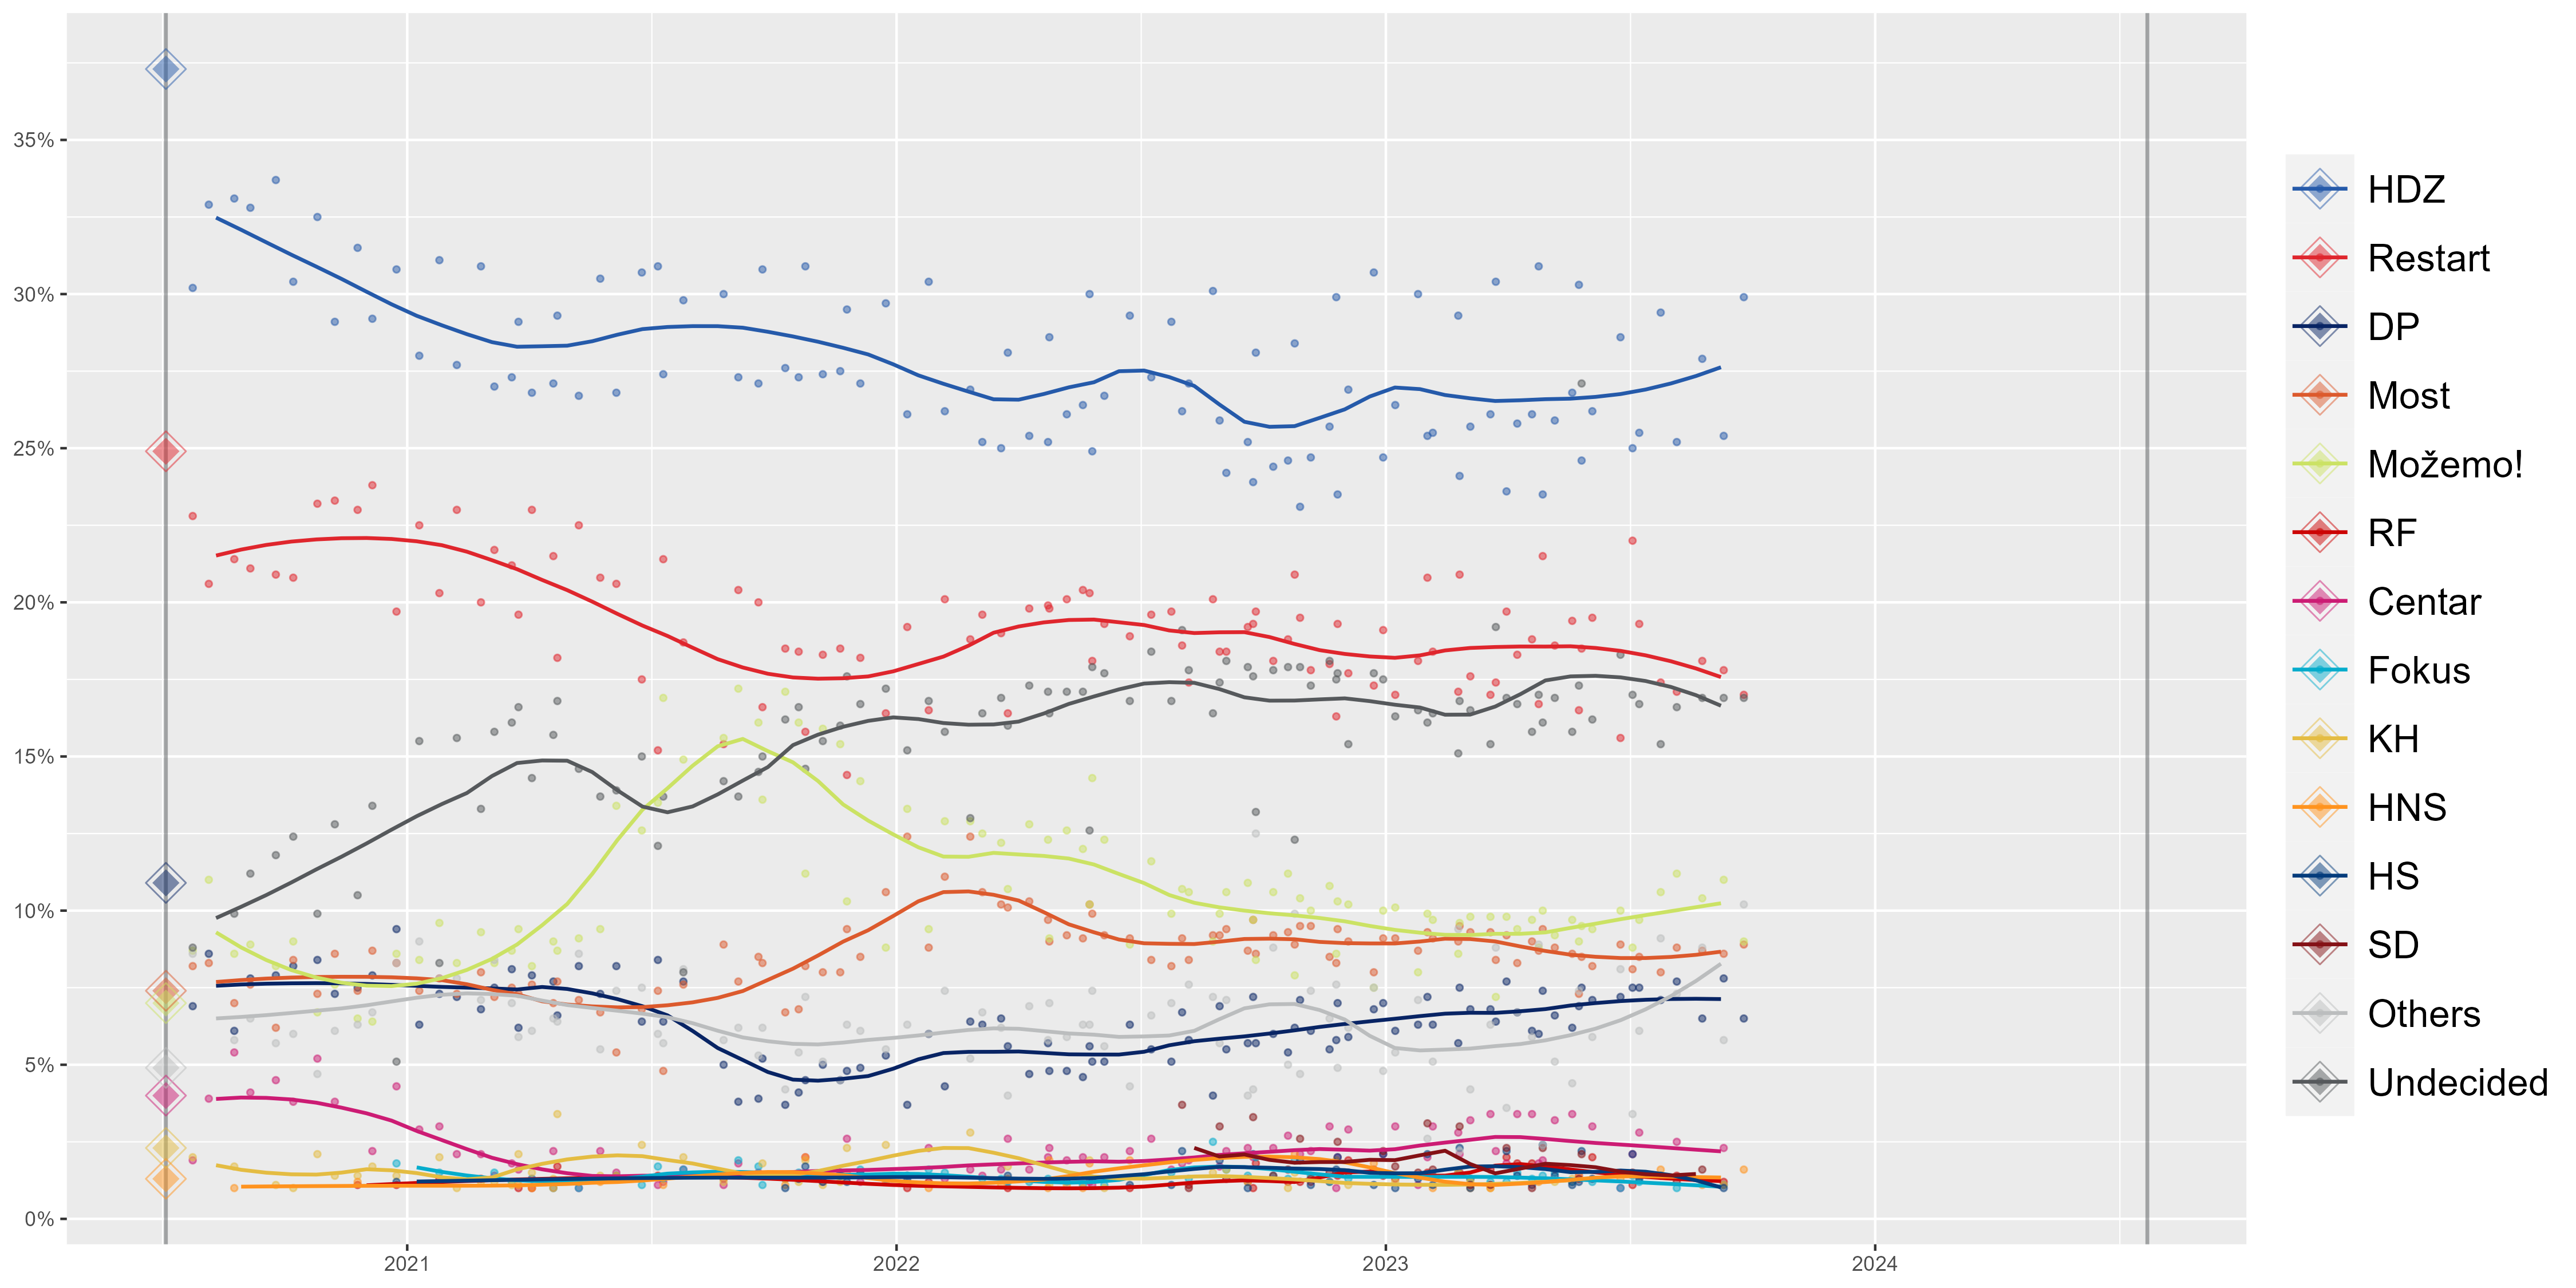 35%
30%
25%
20%
15%
10%
5%
0%
2021
2022
2023
2024
HDZ
Restart
DP
Most
Možemo!
RF
Centar
Fokus
KH
HNS
HS
SD
Others
Undecided